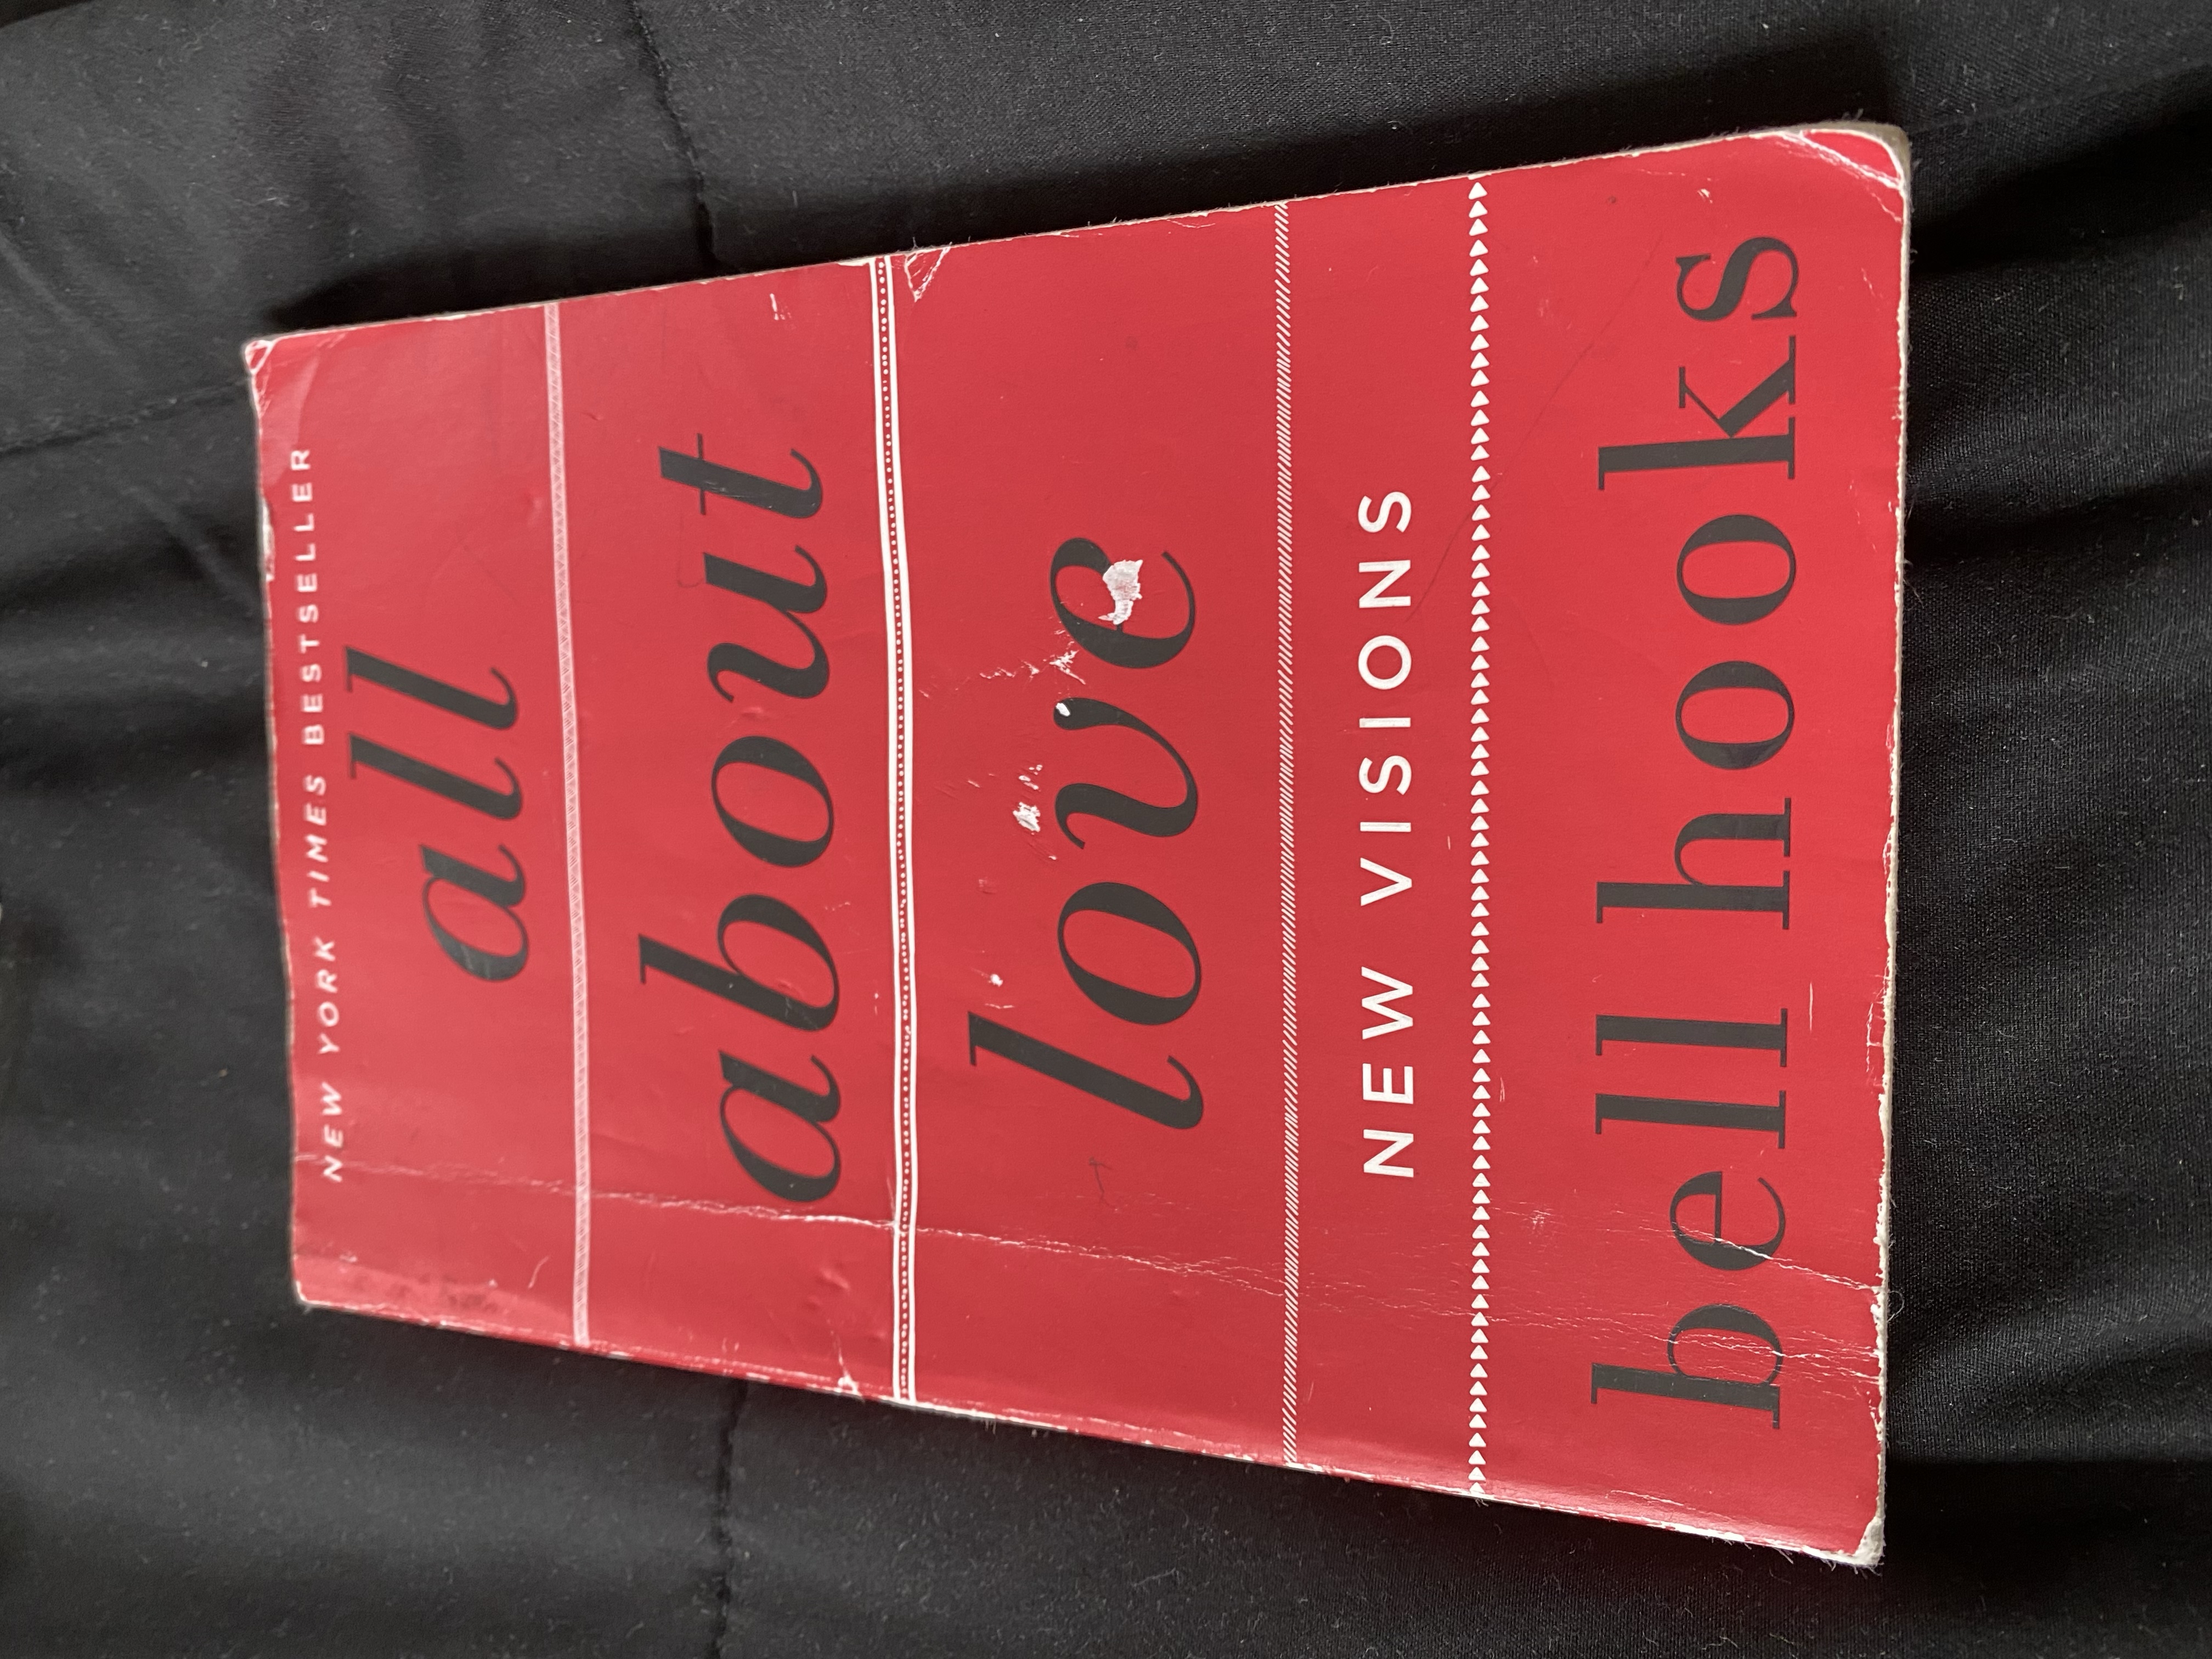 NEW YORK TIMES BESTSELLER
all
about
love
NEW VISIONS
bell hooks